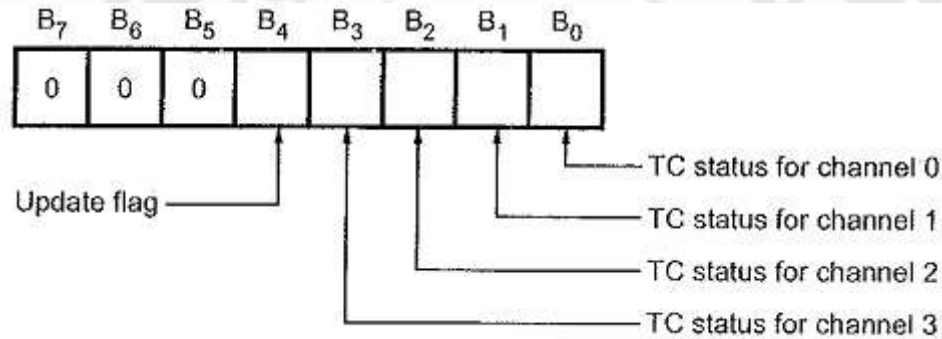 B7 B6 B5 B4 B3 B2 B1 B0
0 0 0
TC status for channel 0
Update flag
TC status for channel 1
TC status for channel 2
TC status for channel 3